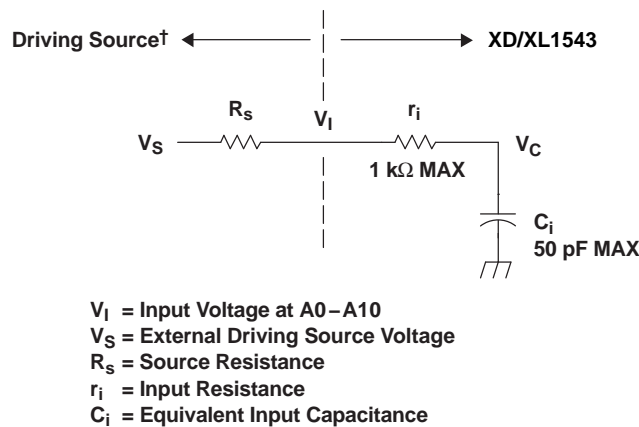 Driving Source† XD/XL1543
Rs VI ri
VS VC
1 kΩ MAX
Ci
50 pF MAX
VI = Input Voltage at A0–A10
VS = External Driving Source Voltage
Rs = Source Resistance
ri = Input Resistance
Ci = Equivalent Input Capacitance